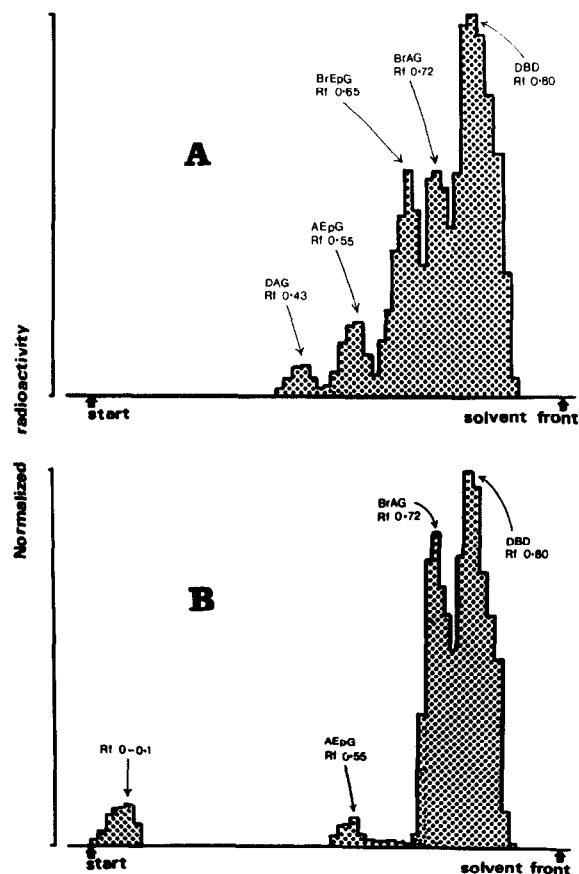 A
DAG
Rf 0·43
AEpG
Rf 0·55
BrEpG
Rf 0·65
BrAG
Rf 0·72
DBD
Rf 0·80
start
solvent front
Normalized radioactivity
B
Rf 0-0·1
AEpG
Rf 0·55
BrAG
Rf 0·72
DBD
Rf 0·80
start
solvent front